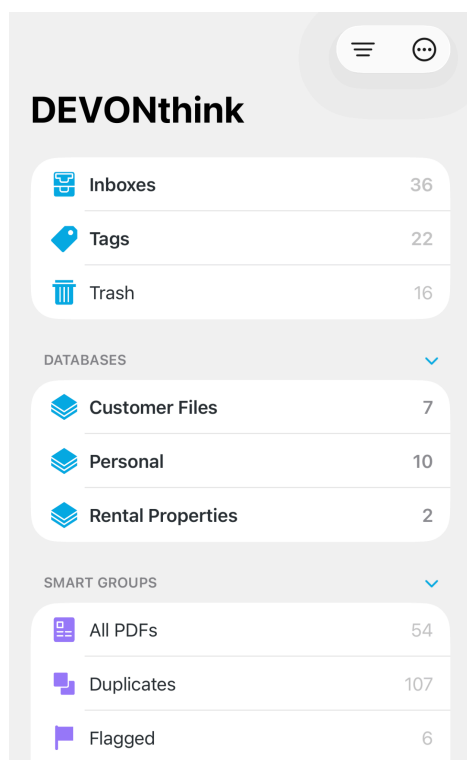 DEVONthink
Inboxes 36
Tags 22
Trash 16
DATABASES
Customer Files 7
Personal 10
Rental Properties 2
SMART GROUPS
All PDFs 54
Duplicates 107
Flagged 6